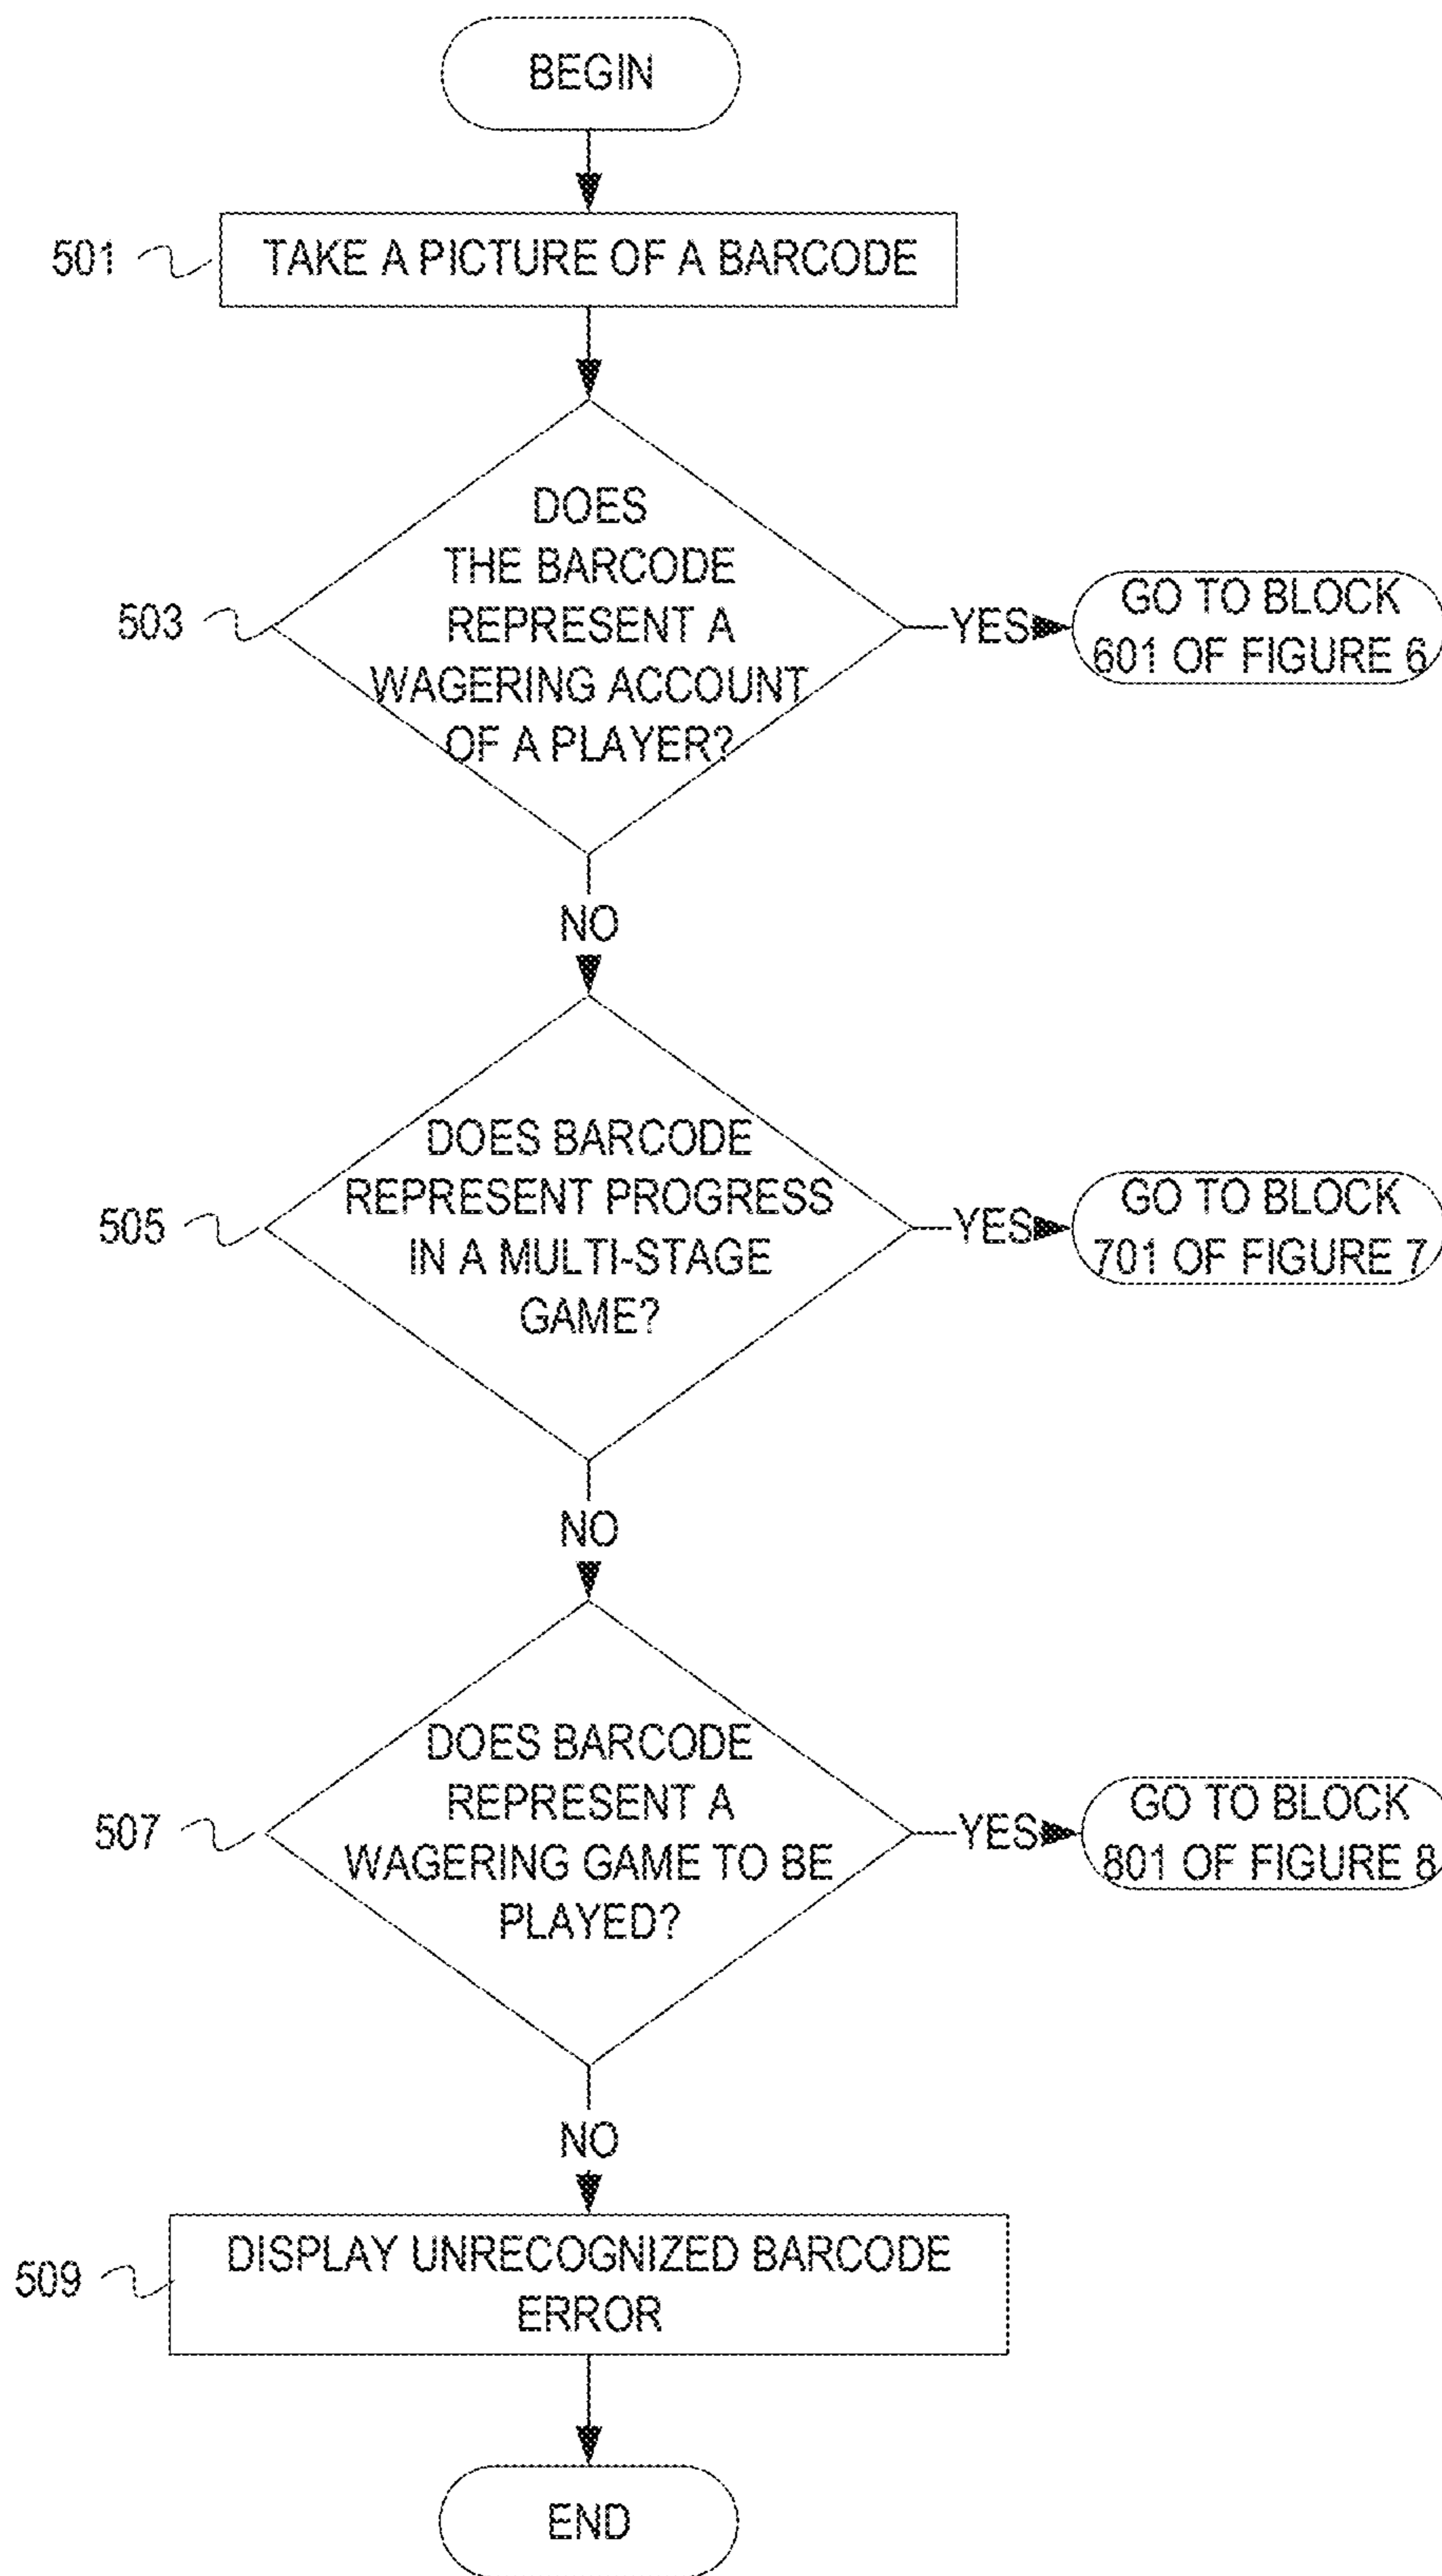 BEGIN
501
TAKE A PICTURE OF A BARCODE
DOES
THE BARCODE
REPRESENT A
WAGERING ACCOUNT
OF A PLAYER?
503
YES
GO TO BLOCK
601 OF FIGURE 6
NO
DOES BARCODE
REPRESENT PROGRESS
IN A MULTI-STAGE
GAME?
505
YES
GO TO BLOCK
701 OF FIGURE 7
NO
DOES BARCODE
REPRESENT A
WAGERING GAME TO BE
PLAYED?
507
YES
GO TO BLOCK
801 OF FIGURE 8
NO
509
DISPLAY UNRECOGNIZED BARCODE
ERROR
END